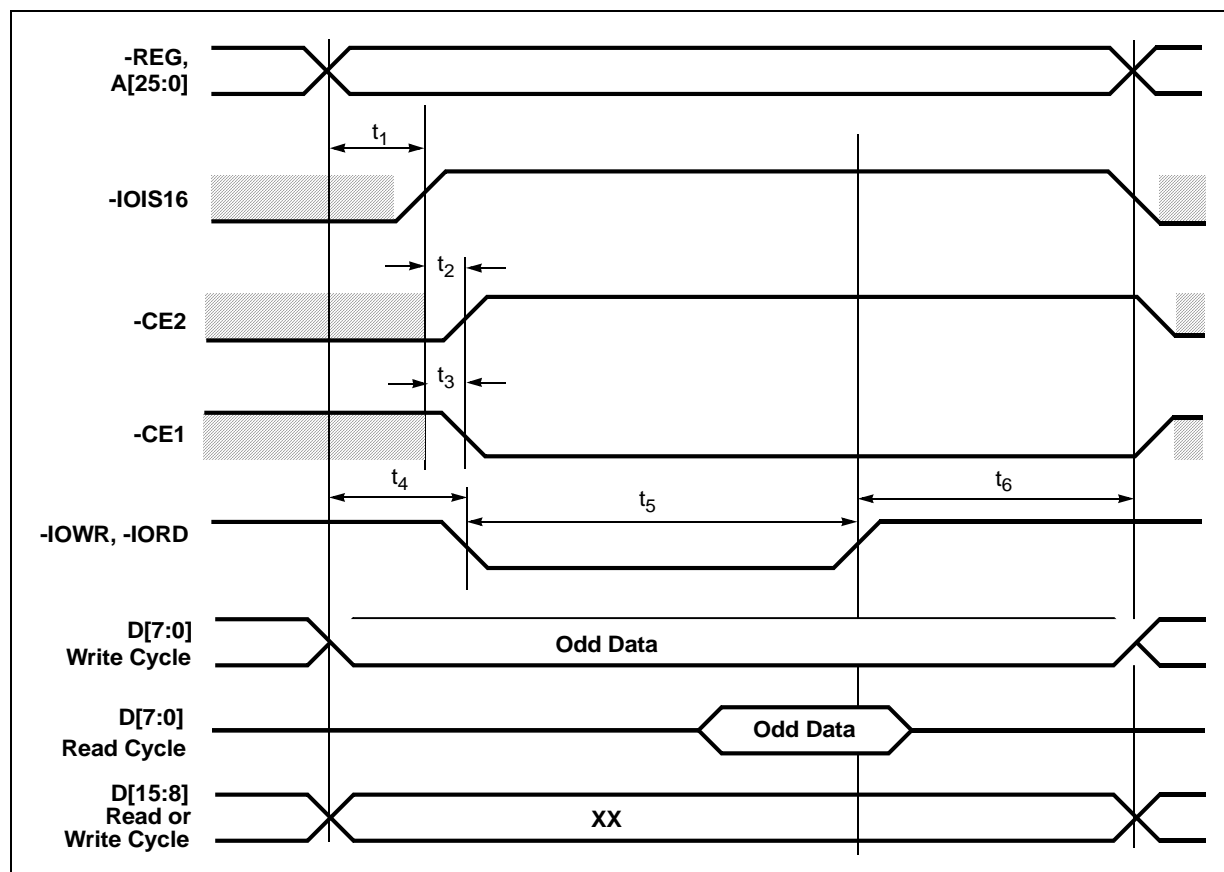 -REG,
A[25:0]
t1
-IOIS16
t2
-CE2
t3
-CE1
t4
t5
t6
-IOWR, -IORD
D[7:0]
Write Cycle
Odd Data
D[7:0]
Read Cycle
Odd Data
D[15:8]
Read or
Write Cycle
XX